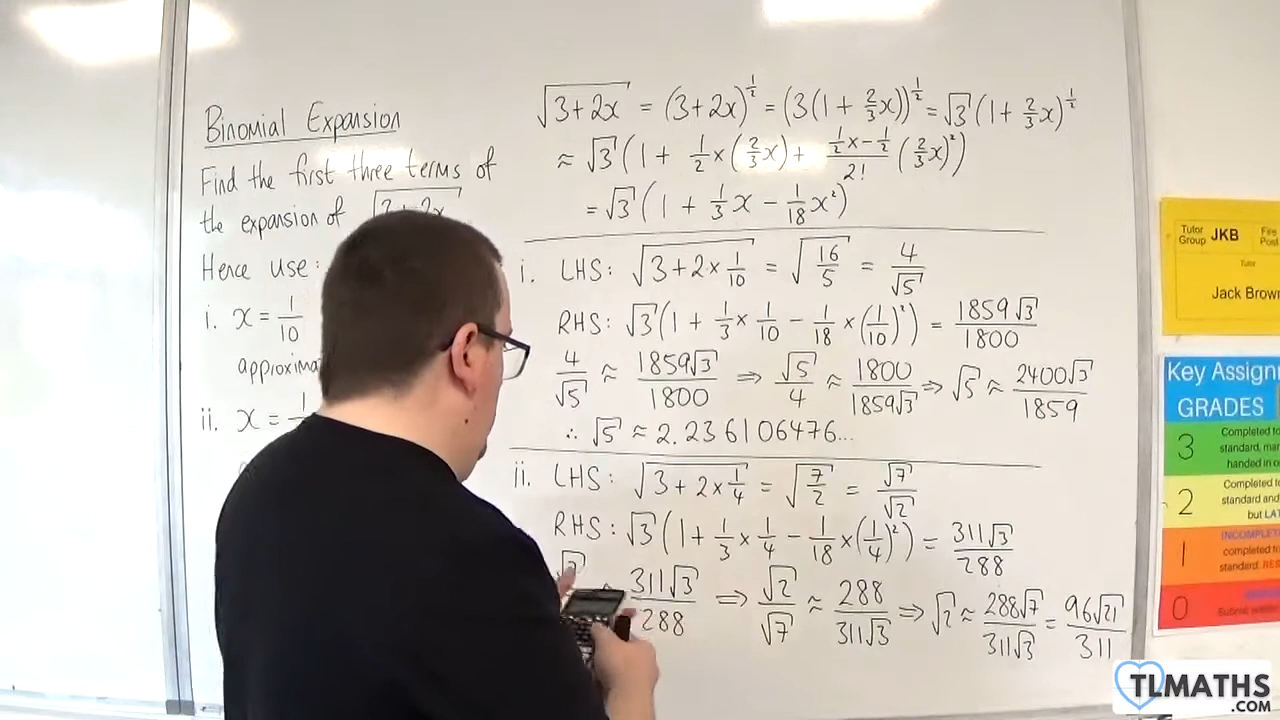 Binomial Expansion
Find the first three terms of
the expansion of √(3+2x)
Hence use:
i. x = 1/10
approxima
ii. x = 1/
√(3+2x) = (3+2x)^(1/2) = (3(1 + 2/3 x))^(1/2) = √3(1 + 2/3 x)^(1/2)
≈ √3(1 + 1/2 × (2/3 x) + (1/2 × -1/2)/2! (2/3 x)²)
= √3(1 + 1/3 x − 1/18 x²)
i. LHS: √(3 + 2 × 1/10) = √(16/5) = 4/√5
RHS: √3(1 + 1/3 × 1/10 − 1/18 × (1/10)²) = 1859√3/1800
4/√5 ≈ 1859√3/1800 ⇒ √5/4 ≈ 1800/1859√3 ⇒ √5 ≈ 2400√3/1859
∴ √5 ≈ 2.236106476...
ii. LHS: √(3 + 2 × 1/4) = √(7/2) = √7/√2
RHS: √3(1 + 1/3 × 1/4 − 1/18 × (1/4)²) = 311√3/288
311√3/288 ⇒ √2/√7 ≈ 288/311√3 ⇒ √2 ≈ 288√7/311√3 = 96√21/311
Tutor Group JKB
Tutor
Jack Brown
Key Assign
GRADES
3
Completed to
standard, mar
handed in o
2
Completed to
standard and
but LA
1
INCOMPLET
completed to
standard. RES
0
TLMATHS
.COM